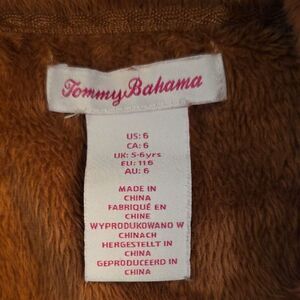 Tommy Bahama
US: 6
CA: 6
UK: 5-6yrs
EU: 116
AU: 6
MADE IN
CHINA
FABRIQUÉ EN
CHINE
WYPRODUKOWANO W
CHINACH
HERGESTELLT IN
CHINA
GEPRODUCEERD IN
CHINA